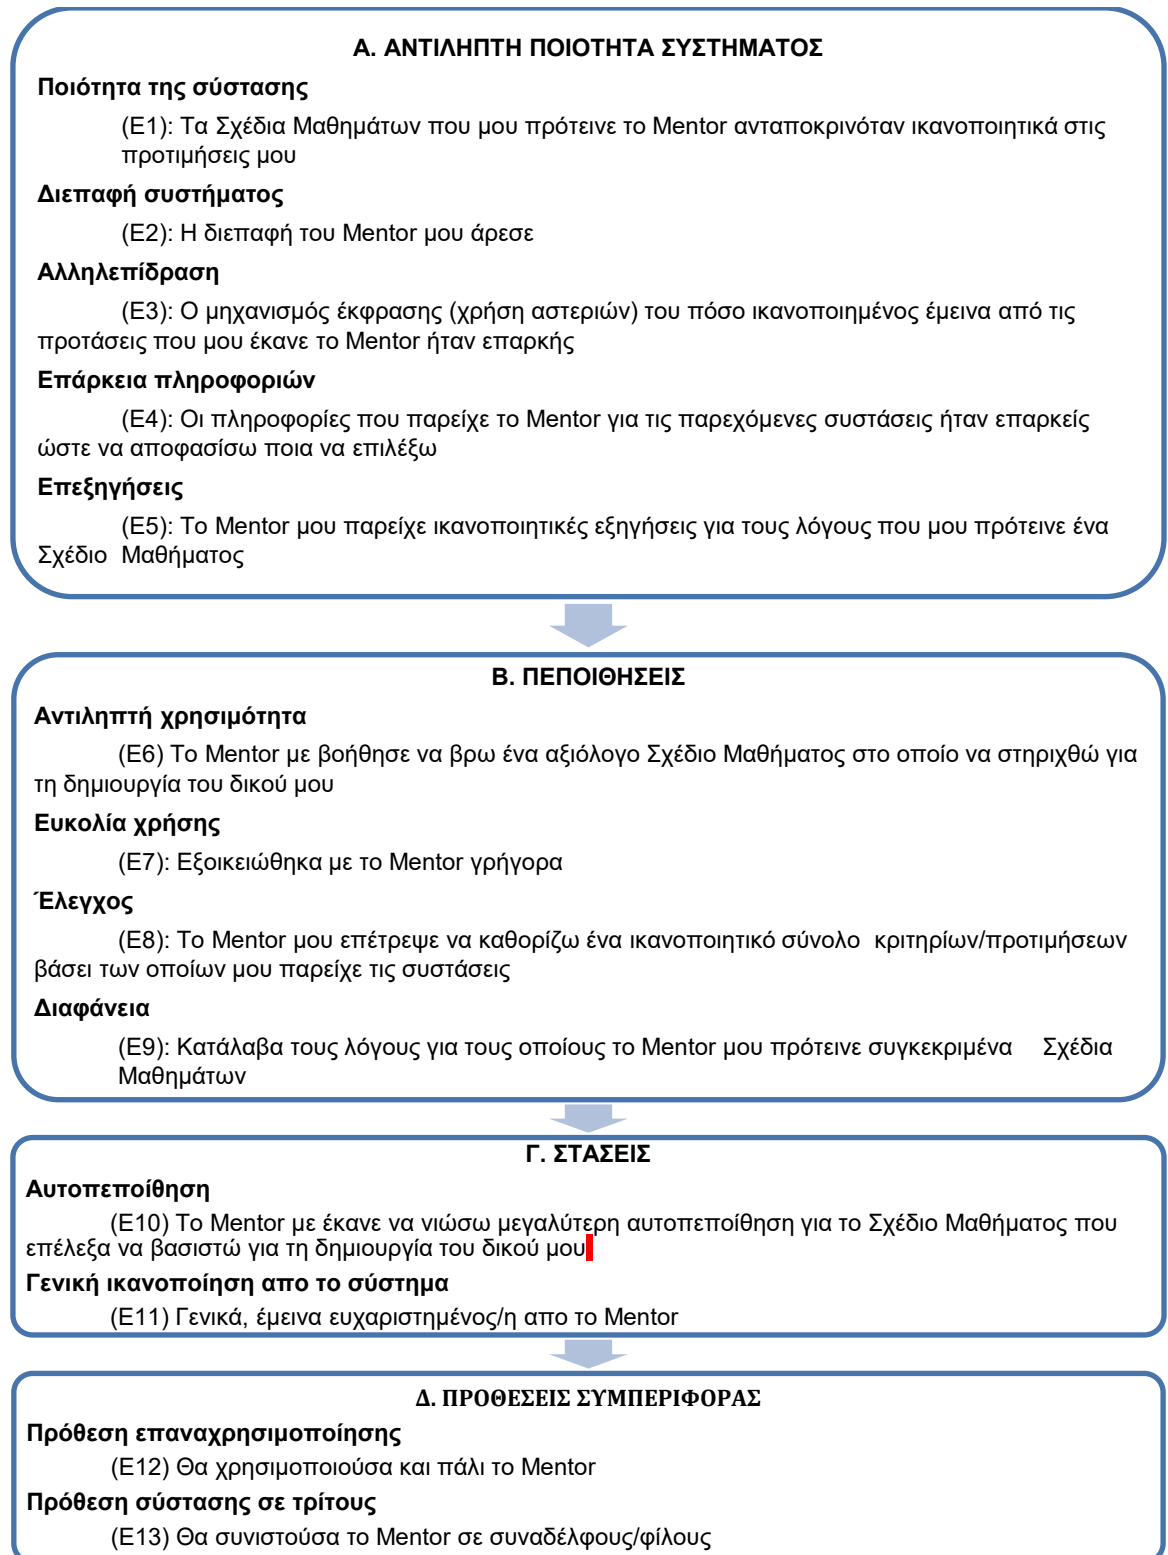 Α. ΑΝΤΙΛΗΠΤΗ ΠΟΙΟΤΗΤΑ ΣΥΣΤΗΜΑΤΟΣ
Ποιότητα της σύστασης
(Ε1): Τα Σχέδια Μαθημάτων που μου πρότεινε το Mentor ανταποκρινόταν ικανοποιητικά στις
προτιμήσεις μου
Διεπαφή συστήματος
(Ε2): Η διεπαφή του Mentor μου άρεσε
Αλληλεπίδραση
(Ε3): Ο μηχανισμός έκφρασης (χρήση αστεριών) του πόσο ικανοποιημένος έμεινα από τις
προτάσεις που μου έκανε το Mentor ήταν επαρκής
Επάρκεια πληροφοριών
(Ε4): Οι πληροφορίες που παρείχε το Mentor για τις παρεχόμενες συστάσεις ήταν επαρκείς
ώστε να αποφασίσω ποια να επιλέξω
Επεξηγήσεις
(Ε5): Το Mentor μου παρείχε ικανοποιητικές εξηγήσεις για τους λόγους που μου πρότεινε ένα
Σχέδιο Μαθήματος
Β. ΠΕΠΟΙΘΗΣΕΙΣ
Αντιληπτή χρησιμότητα
(Ε6) Το Mentor με βοήθησε να βρω ένα αξιόλογο Σχέδιο Μαθήματος στο οποίο να στηριχθώ για
τη δημιουργία του δικού μου
Ευκολία χρήσης
(Ε7): Εξοικειώθηκα με το Mentor γρήγορα
Έλεγχος
(Ε8): Το Mentor μου επέτρεψε να καθορίζω ένα ικανοποιητικό σύνολο κριτηρίων/προτιμήσεων
βάσει των οποίων μου παρείχε τις συστάσεις
Διαφάνεια
(Ε9): Κατάλαβα τους λόγους για τους οποίους το Mentor μου πρότεινε συγκεκριμένα Σχέδια
Μαθημάτων
Γ. ΣΤΑΣΕΙΣ
Αυτοπεποίθηση
(Ε10) Το Mentor με έκανε να νιώσω μεγαλύτερη αυτοπεποίθηση για το Σχέδιο Μαθήματος που
επέλεξα να βασιστώ για τη δημιουργία του δικού μου
Γενική ικανοποίηση απο το σύστημα
(Ε11) Γενικά, έμεινα ευχαριστημένος/η απο το Mentor
Δ. ΠΡΟΘΕΣΕΙΣ ΣΥΜΠΕΡΙΦΟΡΑΣ
Πρόθεση επαναχρησιμοποίησης
(Ε12) Θα χρησιμοποιούσα και πάλι το Mentor
Πρόθεση σύστασης σε τρίτους
(Ε13) Θα συνιστούσα το Mentor σε συναδέλφους/φίλους